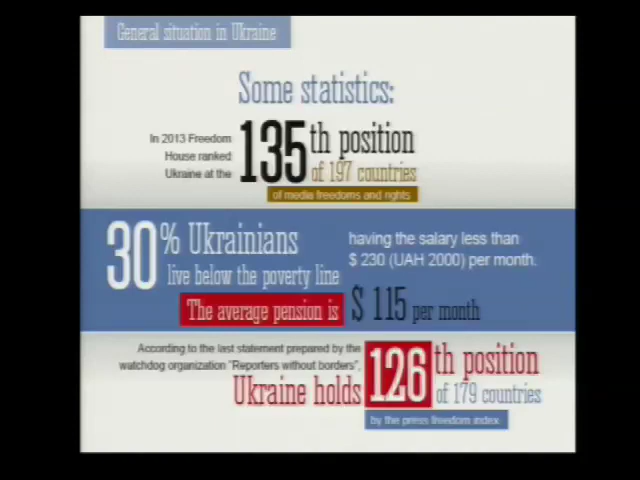 General situation in Ukraine
Some statistics:
In 2013 Freedom
House ranked
Ukraine at the
135th position
of 197 countries
of media freedoms and rights
30% Ukrainians
live below the poverty line
having the salary less than
$ 230 (UAH 2000) per month.
The average pension is $ 115 per month
According to the last statement prepared by the
watchdog organization "Reporters without borders",
Ukraine holds 126th position
of 179 countries
by the press freedom index